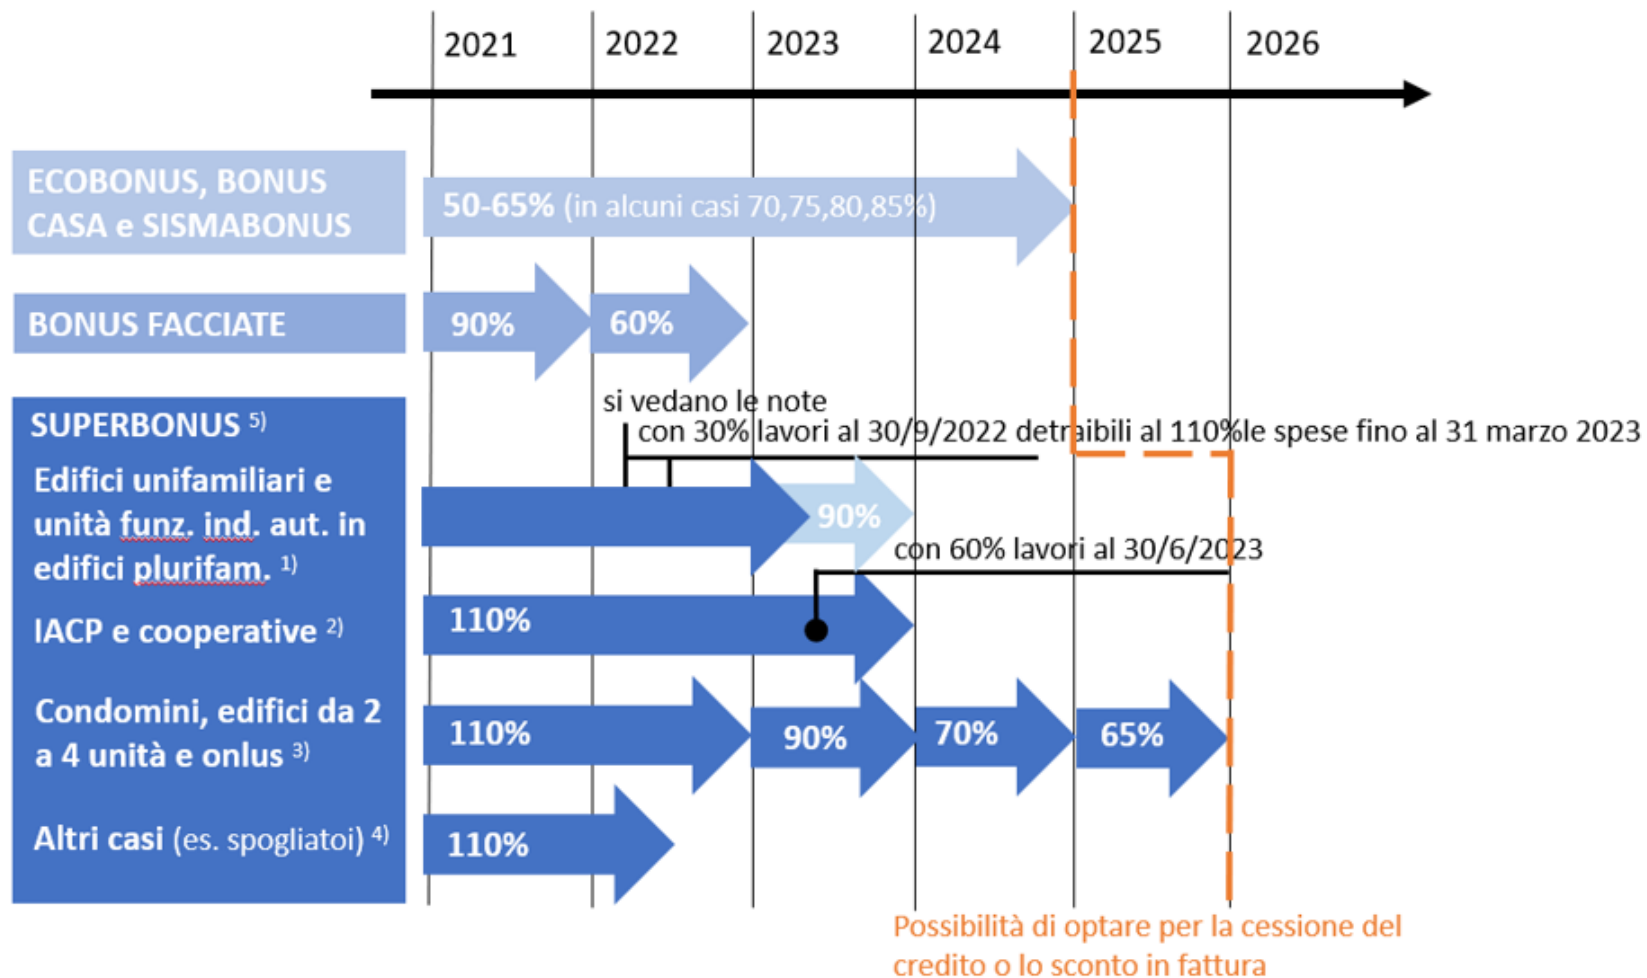 2021 2022 2023 2024 2025 2026
ECOBONUS, BONUS
CASA e SISMABONUS
50-65% (in alcuni casi 70,75,80,85%)
BONUS FACCIATE
90% 60%
si vedano le note
SUPERBONUS 5)
con 30% lavori al 30/9/2022 detraibili al 110%le spese fino al 31 marzo 2023
Edifici unifamiliari e
unità funz. ind. aut. in
edifici plurifam. 1)
90%
con 60% lavori al 30/6/2023
IACP e cooperative 2)
110%
Condomini, edifici da 2
a 4 unità e onlus 3)
110% 90% 70% 65%
Altri casi (es. spogliatoi) 4)
110%
Possibilità di optare per la cessione del
credito o lo sconto in fattura